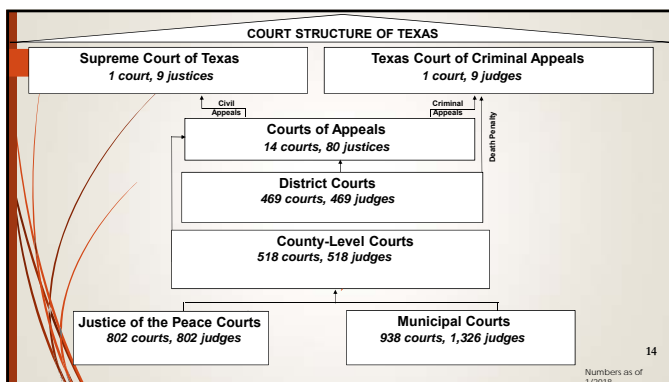 COURT STRUCTURE OF TEXAS
Supreme Court of Texas
1 court, 9 justices
Texas Court of Criminal Appeals
1 court, 9 judges
Civil
Appeals
Criminal
Appeals
Death Penalty
Courts of Appeals
14 courts, 80 justices
District Courts
469 courts, 469 judges
County-Level Courts
518 courts, 518 judges
Justice of the Peace Courts
802 courts, 802 judges
Municipal Courts
938 courts, 1,326 judges
14
Numbers as of
1/2018